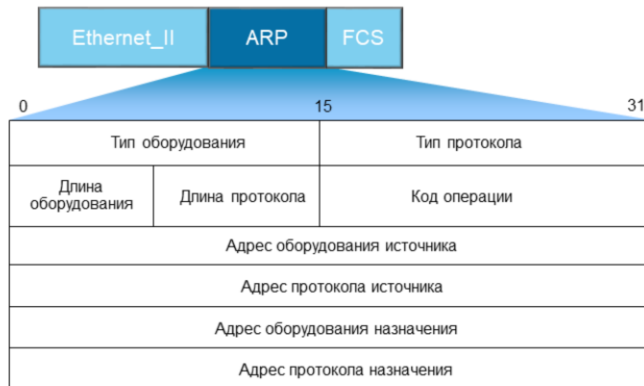 Ethernet_II ARP FCS
0 15 31
Тип оборудования Тип протокола
Длина
оборудования Длина протокола Код операции
Адрес оборудования источника
Адрес протокола источника
Адрес оборудования назначения
Адрес протокола назначения